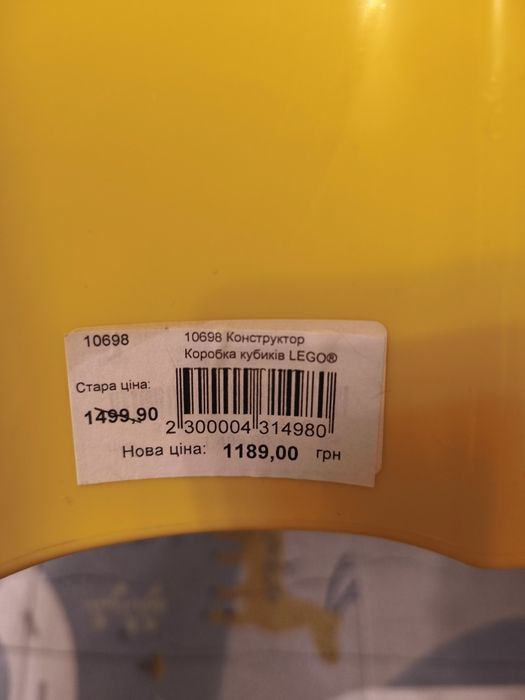 10698
10698 Конструктор
Коробка кубиків LEGO®
Стара ціна:
1499,90
2 300004 314980
Нова ціна: 1189,00 грн